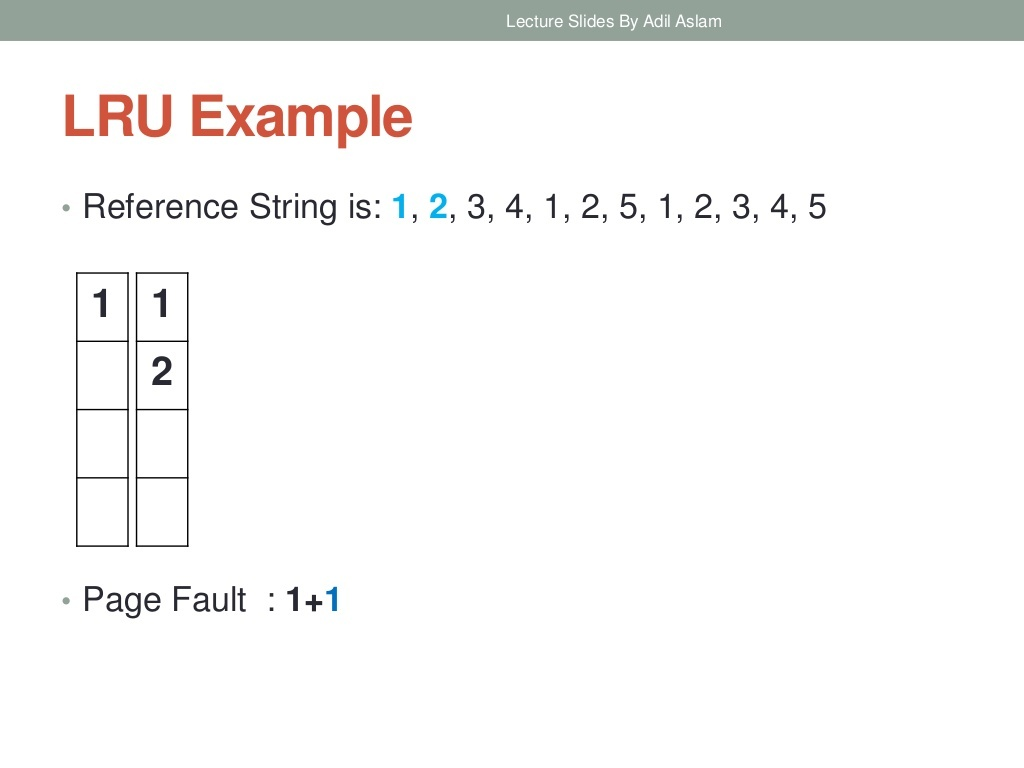 Lecture Slides By Adil Aslam
LRU Example
• Reference String is: 1, 2, 3, 4, 1, 2, 5, 1, 2, 3, 4, 5
1 1
2
• Page Fault : 1+1